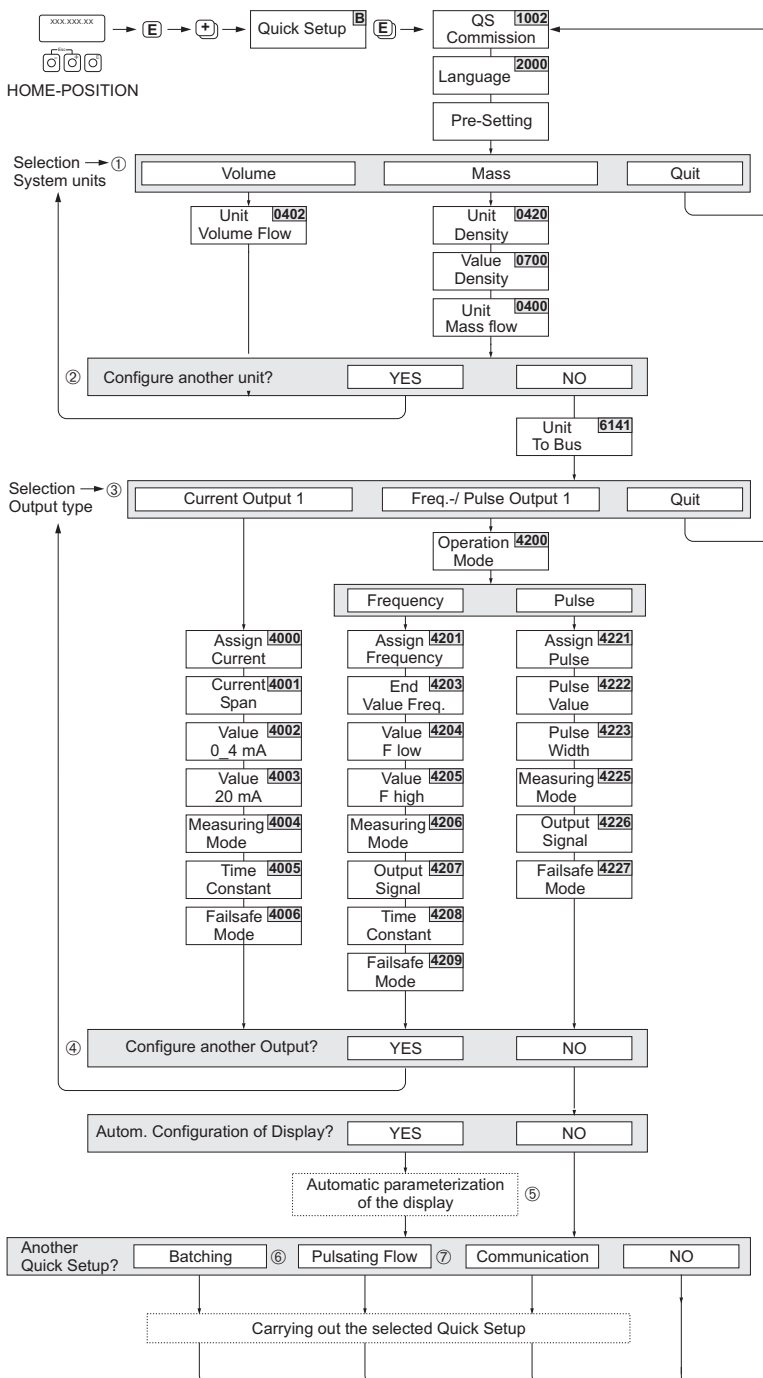 xxx.xxx.xx
Esc
E
+
Quick Setup B
E
QS 1002
Commission
HOME-POSITION
Language 2000
Pre-Setting
Selection ①
System units
Volume
Mass
Quit
Unit 0402
Volume Flow
Unit 0420
Density
Value 0700
Density
Unit 0400
Mass flow
② Configure another unit?
YES
NO
Unit 6141
To Bus
Selection ③
Output type
Current Output 1
Freq.-/ Pulse Output 1
Quit
Operation 4200
Mode
Frequency
Pulse
Assign 4000
Current
Current 4001
Span
Value 4002
0_4 mA
Value 4003
20 mA
Measuring 4004
Mode
Time 4005
Constant
Failsafe 4006
Mode
Assign 4201
Frequency
End 4203
Value Freq.
Value 4204
F low
Value 4205
F high
Measuring 4206
Mode
Output 4207
Signal
Time 4208
Constant
Failsafe 4209
Mode
Assign 4221
Pulse
Pulse 4222
Value
Pulse 4223
Width
Measuring 4225
Mode
Output 4226
Signal
Failsafe 4227
Mode
④ Configure another Output?
YES
NO
Autom. Configuration of Display?
YES
NO
Automatic parameterization
of the display
⑤
Another
Quick Setup?
Batching
⑥
Pulsating Flow
⑦
Communication
NO
Carrying out the selected Quick Setup